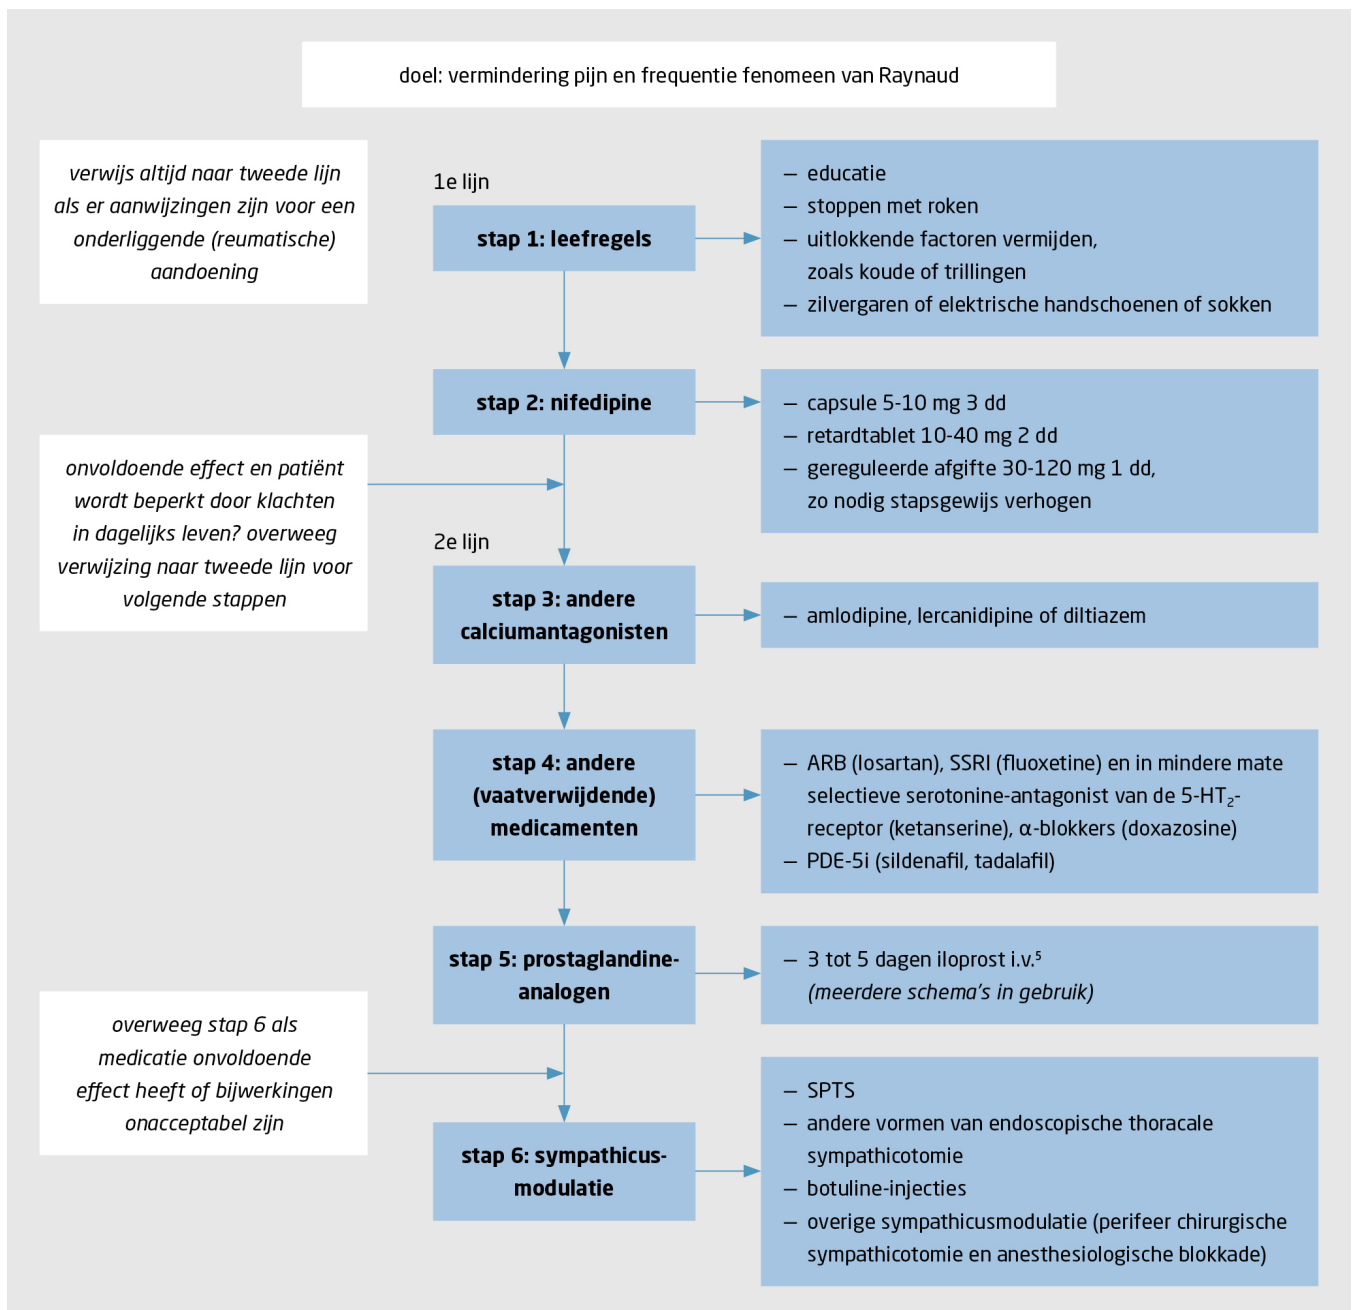 doel: vermindering pijn en frequentie fenomeen van Raynaud
verwijs altijd naar tweede lijn
als er aanwijzingen zijn voor een
onderliggende (reumatische)
aandoening
1e lijn
stap 1: leefregels
– educatie
– stoppen met roken
– uitlokkende factoren vermijden,
zoals koude of trillingen
– zilvergaren of elektrische handschoenen of sokken
stap 2: nifedipine
– capsule 5-10 mg 3 dd
– retardtablet 10-40 mg 2 dd
– gereguleerde afgifte 30-120 mg 1 dd,
zo nodig stapsgewijs verhogen
onvoldoende effect en patiënt
wordt beperkt door klachten
in dagelijks leven? overweeg
verwijzing naar tweede lijn voor
volgende stappen
2e lijn
stap 3: andere
calciumantagonisten
– amlodipine, lercanidipine of diltiazem
stap 4: andere
(vaatverwijdende)
medicamenten
– ARB (losartan), SSRI (fluoxetine) en in mindere mate
selectieve serotonine-antagonist van de 5-HT₂-
receptor (ketanserine), α-blokkers (doxazosine)
– PDE-5i (sildenafil, tadalafil)
stap 5: prostaglandine-
analogen
– 3 tot 5 dagen iloprost i.v.⁵
(meerdere schema's in gebruik)
overweeg stap 6 als
medicatie onvoldoende
effect heeft of bijwerkingen
onacceptabel zijn
stap 6: sympathicus-
modulatie
– SPTS
– andere vormen van endoscopische thoracale
sympathicotomie
– botuline-injecties
– overige sympathicusmodulatie (perifeer chirurgische
sympathicotomie en anesthesiologische blokkade)